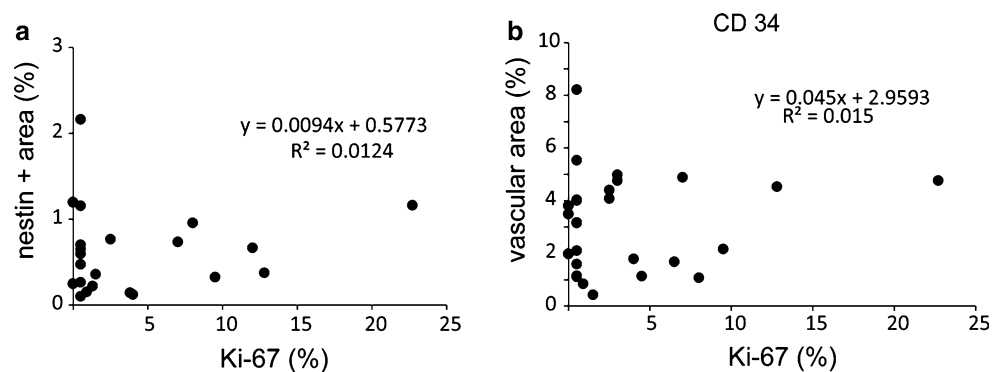 a
3
2
1
0
5
10
15
20
25
nestin + area (%)
Ki-67 (%)
y = 0.0094x + 0.5773
R² = 0.0124
b
CD 34
10
8
6
4
2
0
5
10
15
20
25
vascular area (%)
Ki-67 (%)
y = 0.045x + 2.9593
R² = 0.015